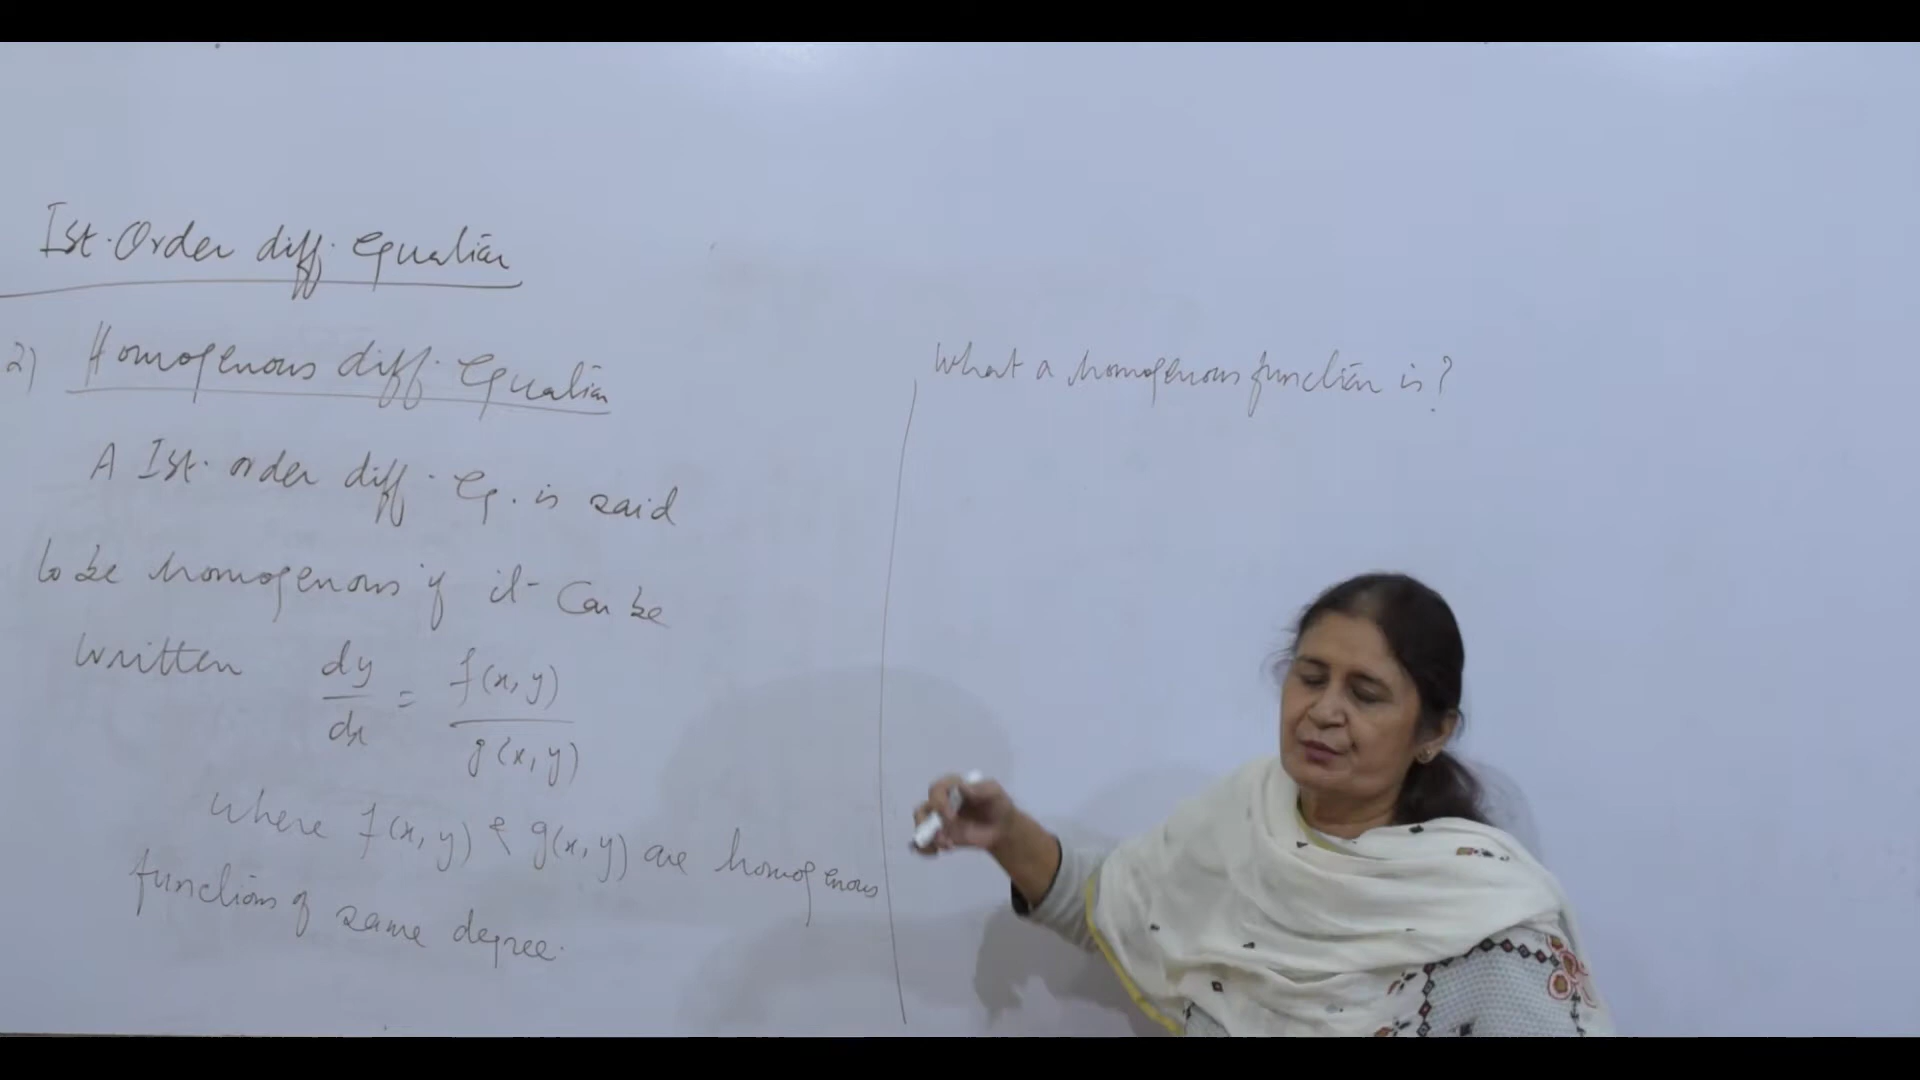 Ist. Order diff. equation
2) Homogenous diff. Equation
A Ist. order diff. Eq. is said
to be homogenous if it can be
written dy/dx = f(x, y)/g(x, y)
where f(x, y) & g(x, y) are homogenous
functions of same degree.
What a homogenous function is?